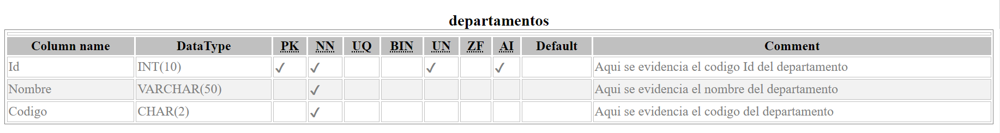 departamentos
Column name DataType PK NN UQ BIN UN ZF AI Default Comment
Id INT(10) ✓ ✓ ✓ ✓ Aqui se evidencia el codigo Id del departamento
Nombre VARCHAR(50) ✓ Aqui se evidencia el nombre del departamento
Codigo CHAR(2) ✓ Aqui se evidencia el codigo del departamento